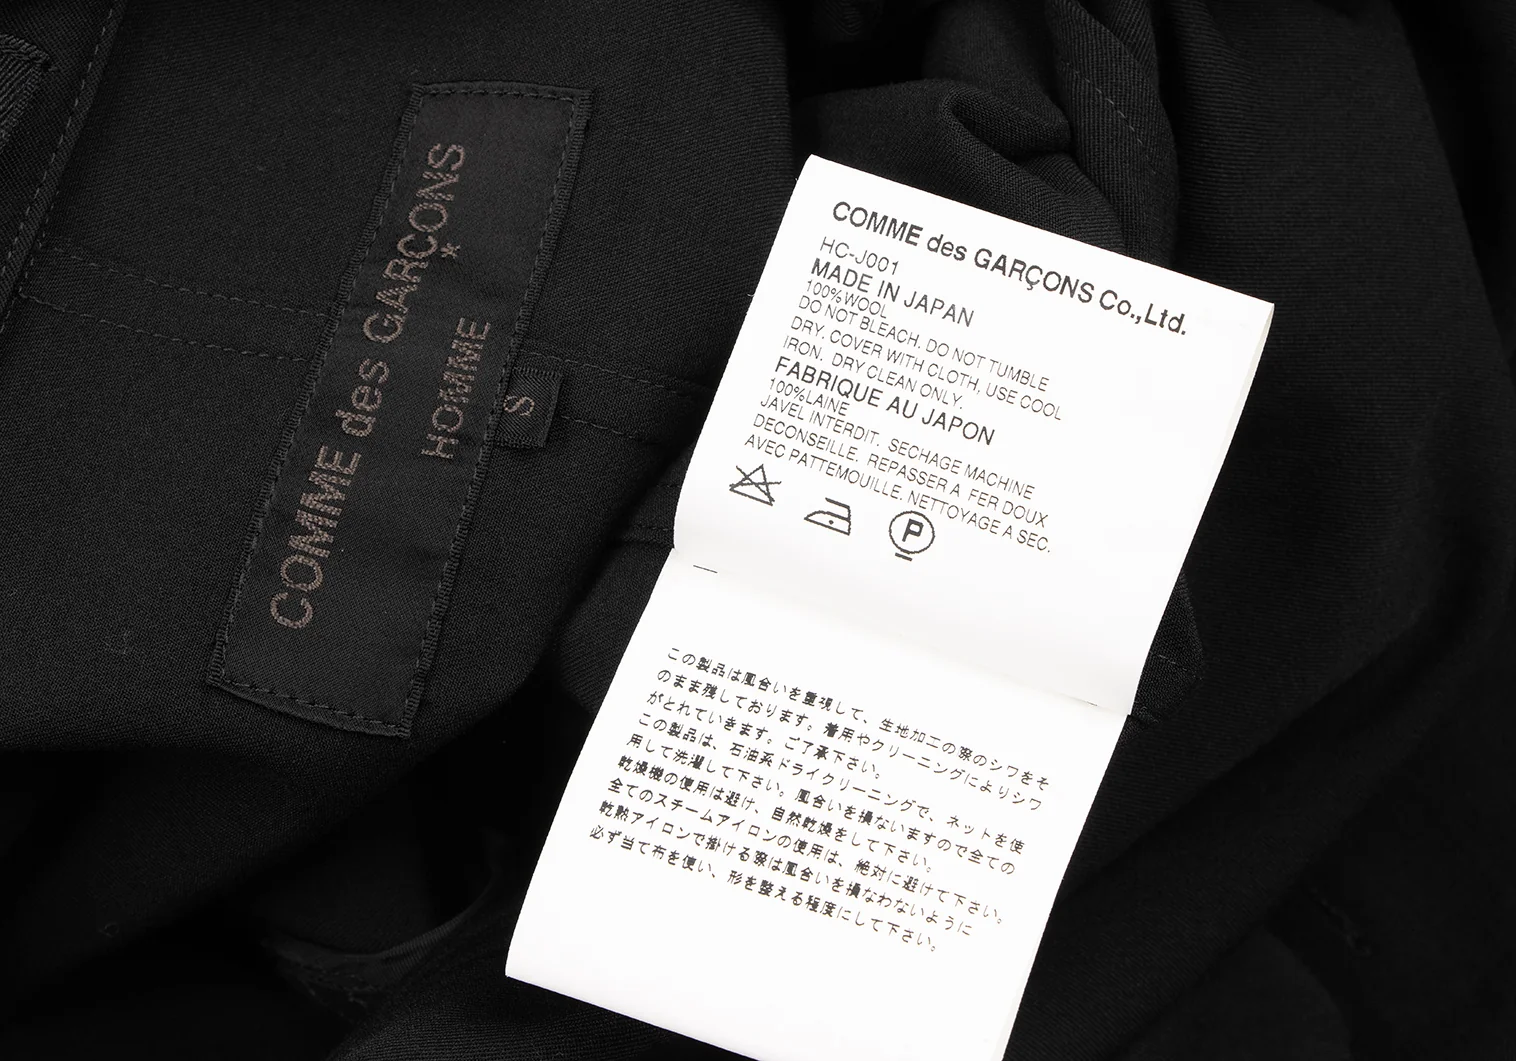 COMME des GARÇONS
HOMME
S
COMME des GARÇONS Co.,Ltd.
HC-J001
MADE IN JAPAN
100%WOOL
DO NOT BLEACH. DO NOT TUMBLE
DRY. COVER WITH CLOTH, USE COOL
IRON. DRY CLEAN ONLY.
FABRIQUE AU JAPON
100%LAINE
JAVEL INTERDIT. SECHAGE MACHINE
DECONSEILLE. REPASSER A FER DOUX
AVEC PATTEMOUILLE. NETTOYAGE A SEC.
P
この製品は風合いを重視して、生地加工の際のシワをそ
のまま残しております。着用やクリーニングによりシワ
がとれていきます。ご了承下さい。
この製品は、石油系ドライクリーニングで、ネットを使
用して洗濯して下さい。風合いを損ないますので全ての
乾燥機の使用は避け、自然乾燥をして下さい。
全てのスチームアイロンの使用は、絶対に避けて下さい。
乾熱アイロンで掛ける際は風合いを損なわないように
必ず当て布を使い、形を整える程度にして下さい。